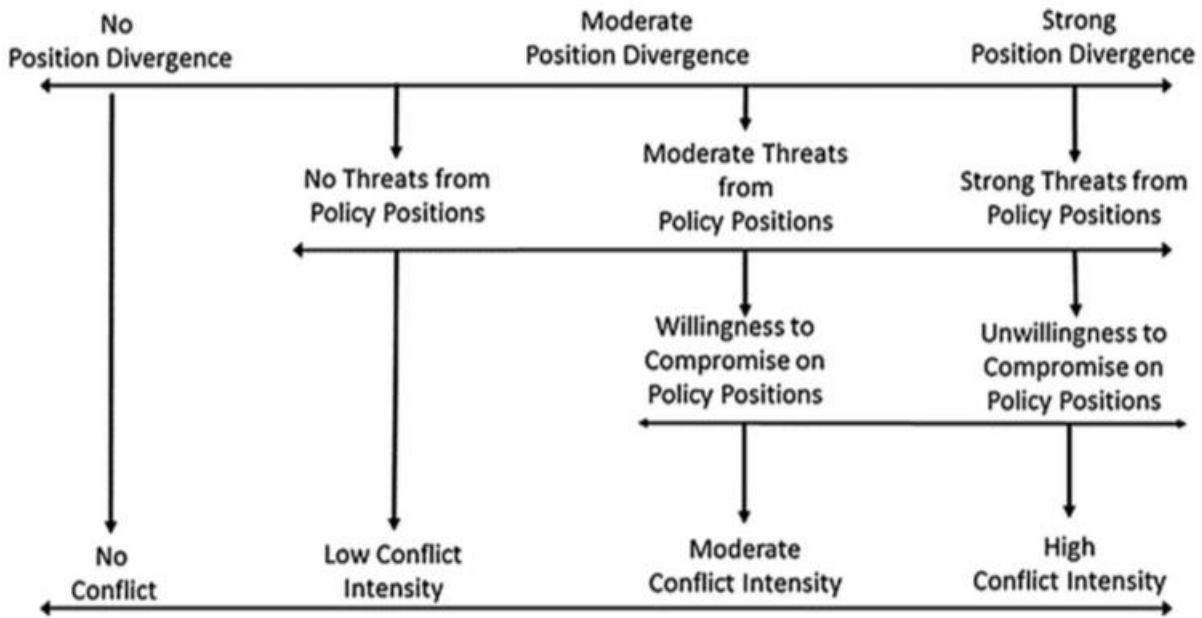 No
Position Divergence
Moderate
Position Divergence
Strong
Position Divergence
No Threats from
Policy Positions
Moderate Threats
from
Policy Positions
Strong Threats from
Policy Positions
Willingness to
Compromise on
Policy Positions
Unwillingness to
Compromise on
Policy Positions
No
Conflict
Low Conflict
Intensity
Moderate
Conflict Intensity
High
Conflict Intensity